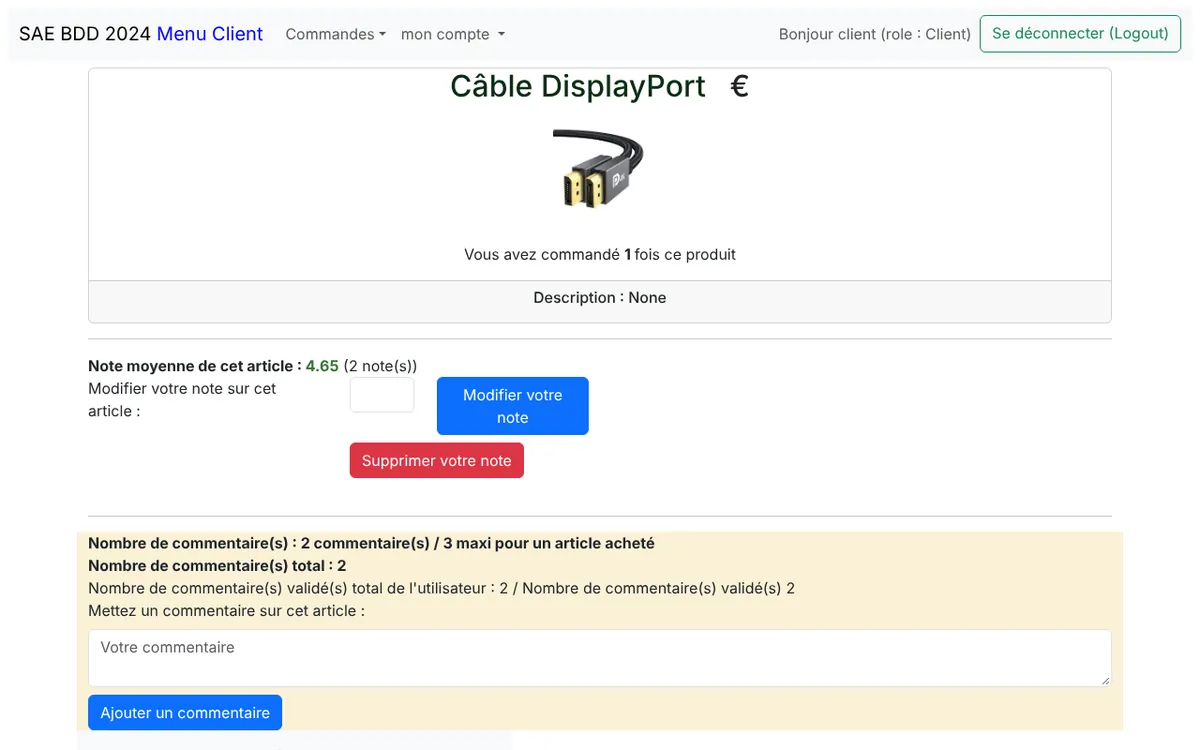 SAE BDD 2024 Menu Client Commandes mon compte Bonjour client (role : Client) Se déconnecter (Logout)
Câble DisplayPort €
Vous avez commandé 1 fois ce produit
Description : None
Note moyenne de cet article : 4.65 (2 note(s))
Modifier votre note sur cet
article :
Modifier votre
note
Supprimer votre note
Nombre de commentaire(s) : 2 commentaire(s) / 3 maxi pour un article acheté
Nombre de commentaire(s) total : 2
Nombre de commentaire(s) validé(s) total de l'utilisateur : 2 / Nombre de commentaire(s) validé(s) 2
Mettez un commentaire sur cet article :
Votre commentaire
Ajouter un commentaire